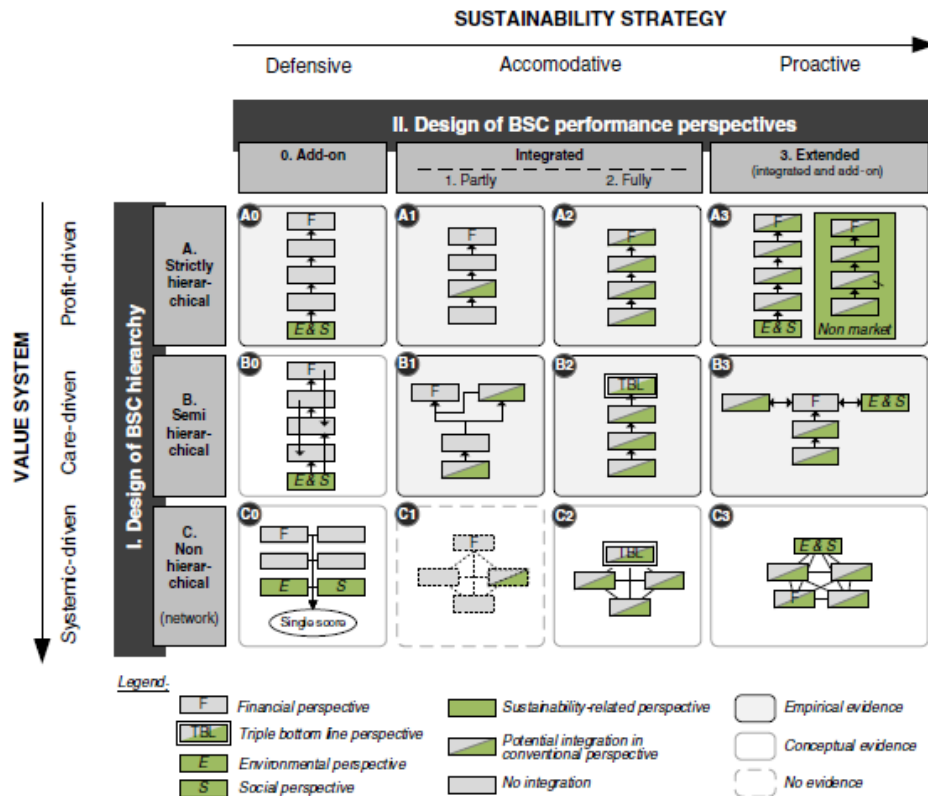 SUSTAINABILITY STRATEGY
Defensive
Accomodative
Proactive
II. Design of BSC performance perspectives
0. Add-on
Integrated
1. Partly
2. Fully
3. Extended
(integrated and add-on)
VALUE SYSTEM
Profit-driven
Care-driven
Systemic-driven
I. Design of BSC hierarchy
A.
Strictly
hierar-
chical
A0
F
E & S
A1
F
A2
F
A3
F
E & S
F
Non market
B.
Semi
hierar-
chical
B0
F
E & S
B1
F
B2
TBL
B3
F
E & S
C.
Non
hierar-
chical
(network)
C0
F
E
S
Single score
C1
F
C2
TBL
C3
E & S
F
Legend.
F
Financial perspective
TBL
Triple bottom line perspective
E
Environmental perspective
S
Social perspective
Sustainability-related perspective
Potential integration in
conventional perspective
No integration
Empirical evidence
Conceptual evidence
No evidence